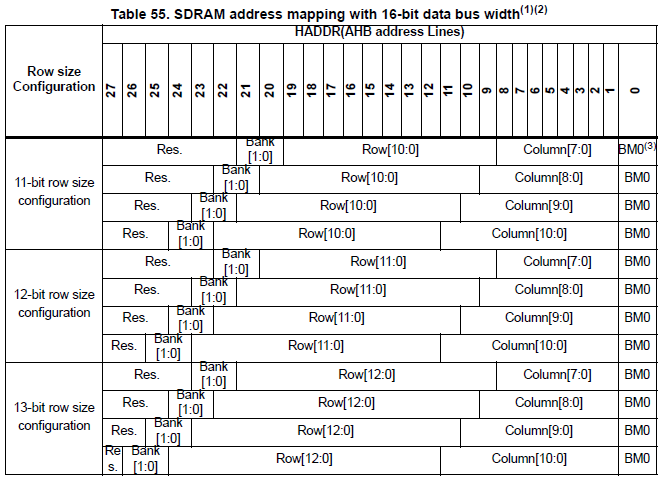 Table 55. SDRAM address mapping with 16-bit data bus width(1)(2)
Row size Configuration
HADDR(AHB address Lines)
27 26 25 24 23 22 21 20 19 18 17 16 15 14 13 12 11 10 9 8 7 6 5 4 3 2 1 0
11-bit row size configuration
Res. Bank [1:0] Row[10:0] Column[7:0] BM0(3)
Res. Bank [1:0] Row[10:0] Column[8:0] BM0
Res. Bank [1:0] Row[10:0] Column[9:0] BM0
Res. Bank [1:0] Row[10:0] Column[10:0] BM0
12-bit row size configuration
Res. Bank [1:0] Row[11:0] Column[7:0] BM0
Res. Bank [1:0] Row[11:0] Column[8:0] BM0
Res. Bank [1:0] Row[11:0] Column[9:0] BM0
Res. Bank [1:0] Row[11:0] Column[10:0] BM0
13-bit row size configuration
Res. Bank [1:0] Row[12:0] Column[7:0] BM0
Res. Bank [1:0] Row[12:0] Column[8:0] BM0
Res. Bank [1:0] Row[12:0] Column[9:0] BM0
Re s. Bank [1:0] Row[12:0] Column[10:0] BM0